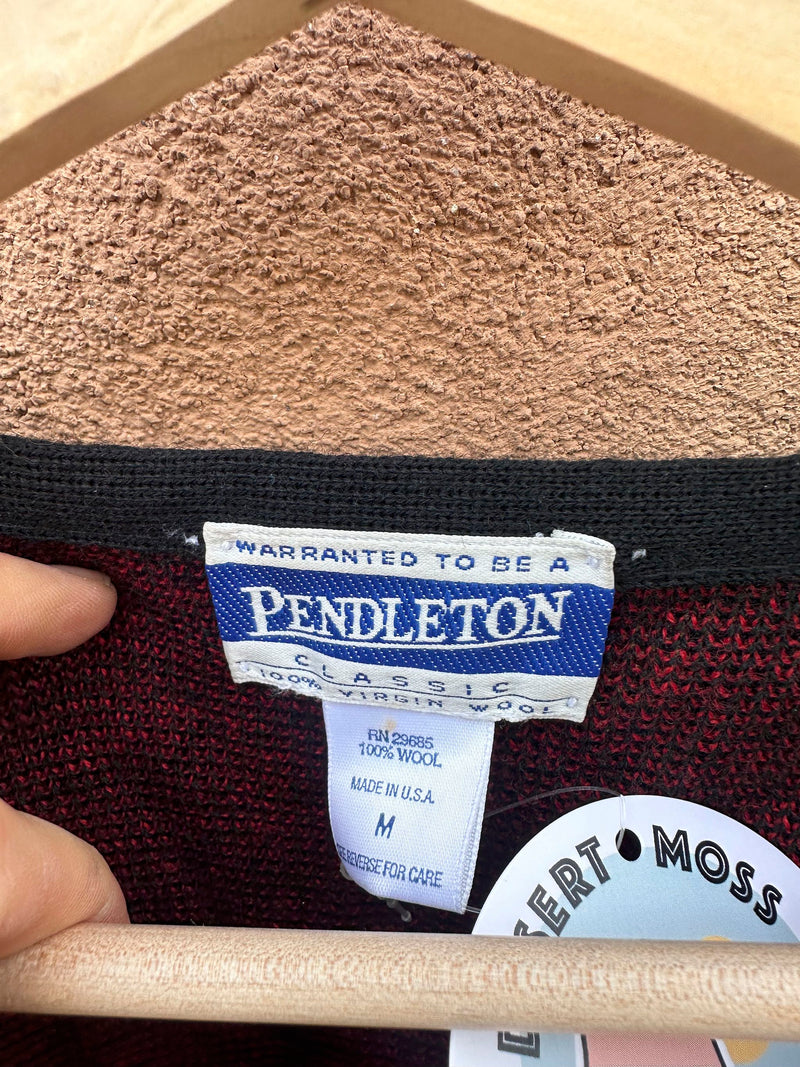 WARRANTED TO BE A
PENDLETON
CLASSIC
100% VIRGIN WOOL
RN 29685
100% WOOL
MADE IN U.S.A.
M
SEE REVERSE FOR CARE
DESERT • MOSS